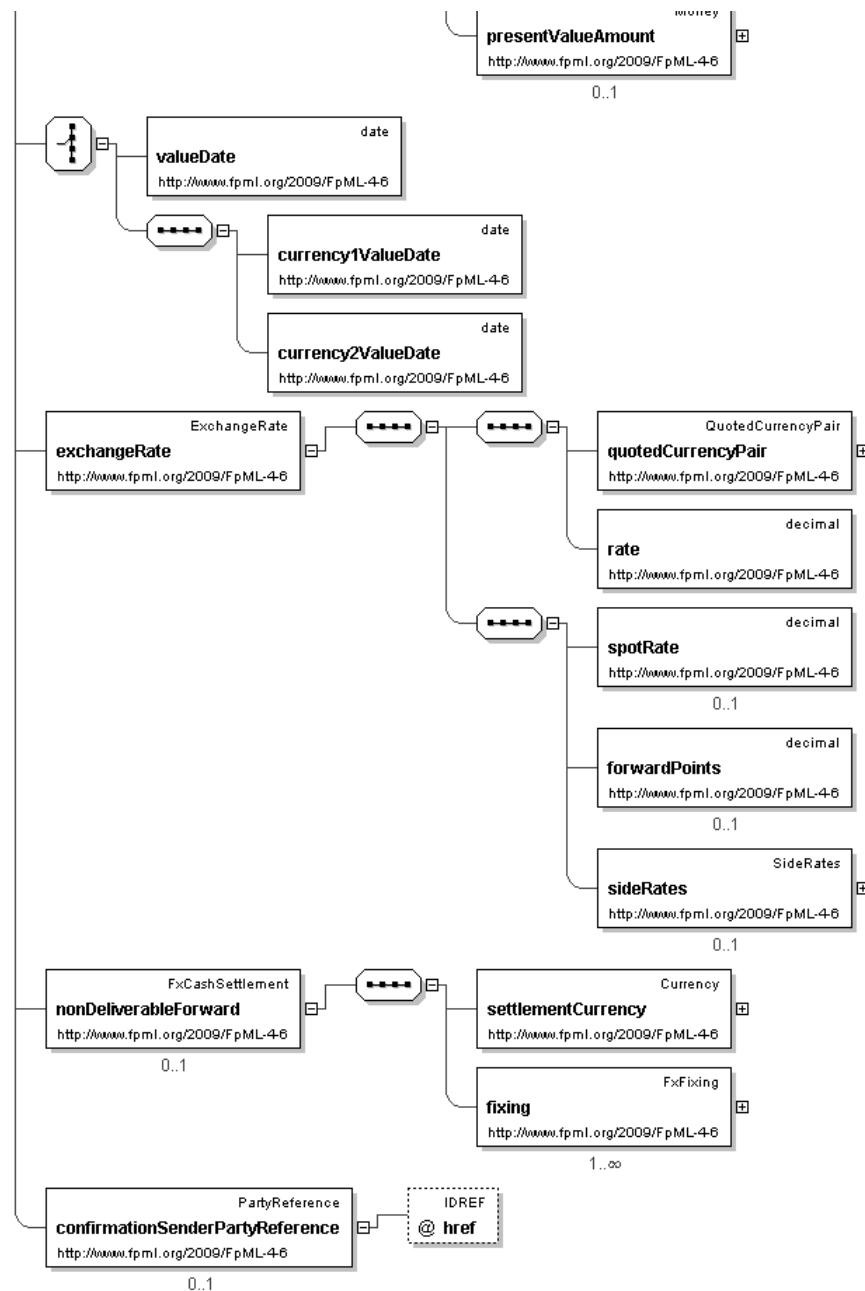 Money
presentValueAmount
http://www.fpml.org/2009/FpML-4-6
0..1
date
valueDate
http://www.fpml.org/2009/FpML-4-6
date
currency1ValueDate
http://www.fpml.org/2009/FpML-4-6
date
currency2ValueDate
http://www.fpml.org/2009/FpML-4-6
ExchangeRate
exchangeRate
http://www.fpml.org/2009/FpML-4-6
QuotedCurrencyPair
quotedCurrencyPair
http://www.fpml.org/2009/FpML-4-6
decimal
rate
http://www.fpml.org/2009/FpML-4-6
decimal
spotRate
http://www.fpml.org/2009/FpML-4-6
0..1
decimal
forwardPoints
http://www.fpml.org/2009/FpML-4-6
0..1
SideRates
sideRates
http://www.fpml.org/2009/FpML-4-6
0..1
FxCashSettlement
nonDeliverableForward
http://www.fpml.org/2009/FpML-4-6
0..1
Currency
settlementCurrency
http://www.fpml.org/2009/FpML-4-6
FxFixing
fixing
http://www.fpml.org/2009/FpML-4-6
1..∞
PartyReference
confirmationSenderPartyReference
http://www.fpml.org/2009/FpML-4-6
0..1
IDREF
@ href